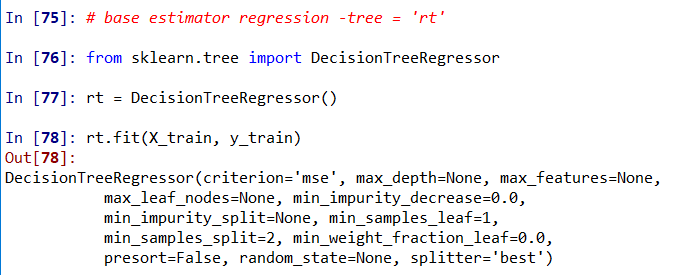 In [75]: # base estimator regression -tree = 'rt'
In [76]: from sklearn.tree import DecisionTreeRegressor
In [77]: rt = DecisionTreeRegressor()
In [78]: rt.fit(X_train, y_train)
Out[78]:
DecisionTreeRegressor(criterion='mse', max_depth=None, max_features=None,
max_leaf_nodes=None, min_impurity_decrease=0.0,
min_impurity_split=None, min_samples_leaf=1,
min_samples_split=2, min_weight_fraction_leaf=0.0,
presort=False, random_state=None, splitter='best')